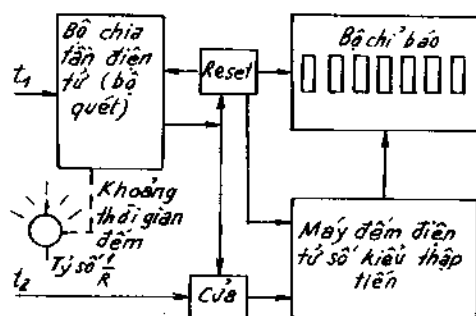 Bộ chia
tần điện
tử (bộ
quét)
t₁
Reset
Bộ chỉ báo
Khoảng
thời gian
đếm
Tỷ số t/R
t₂
Cửa
Máy đếm điện
tử số kiểu thập
tiến